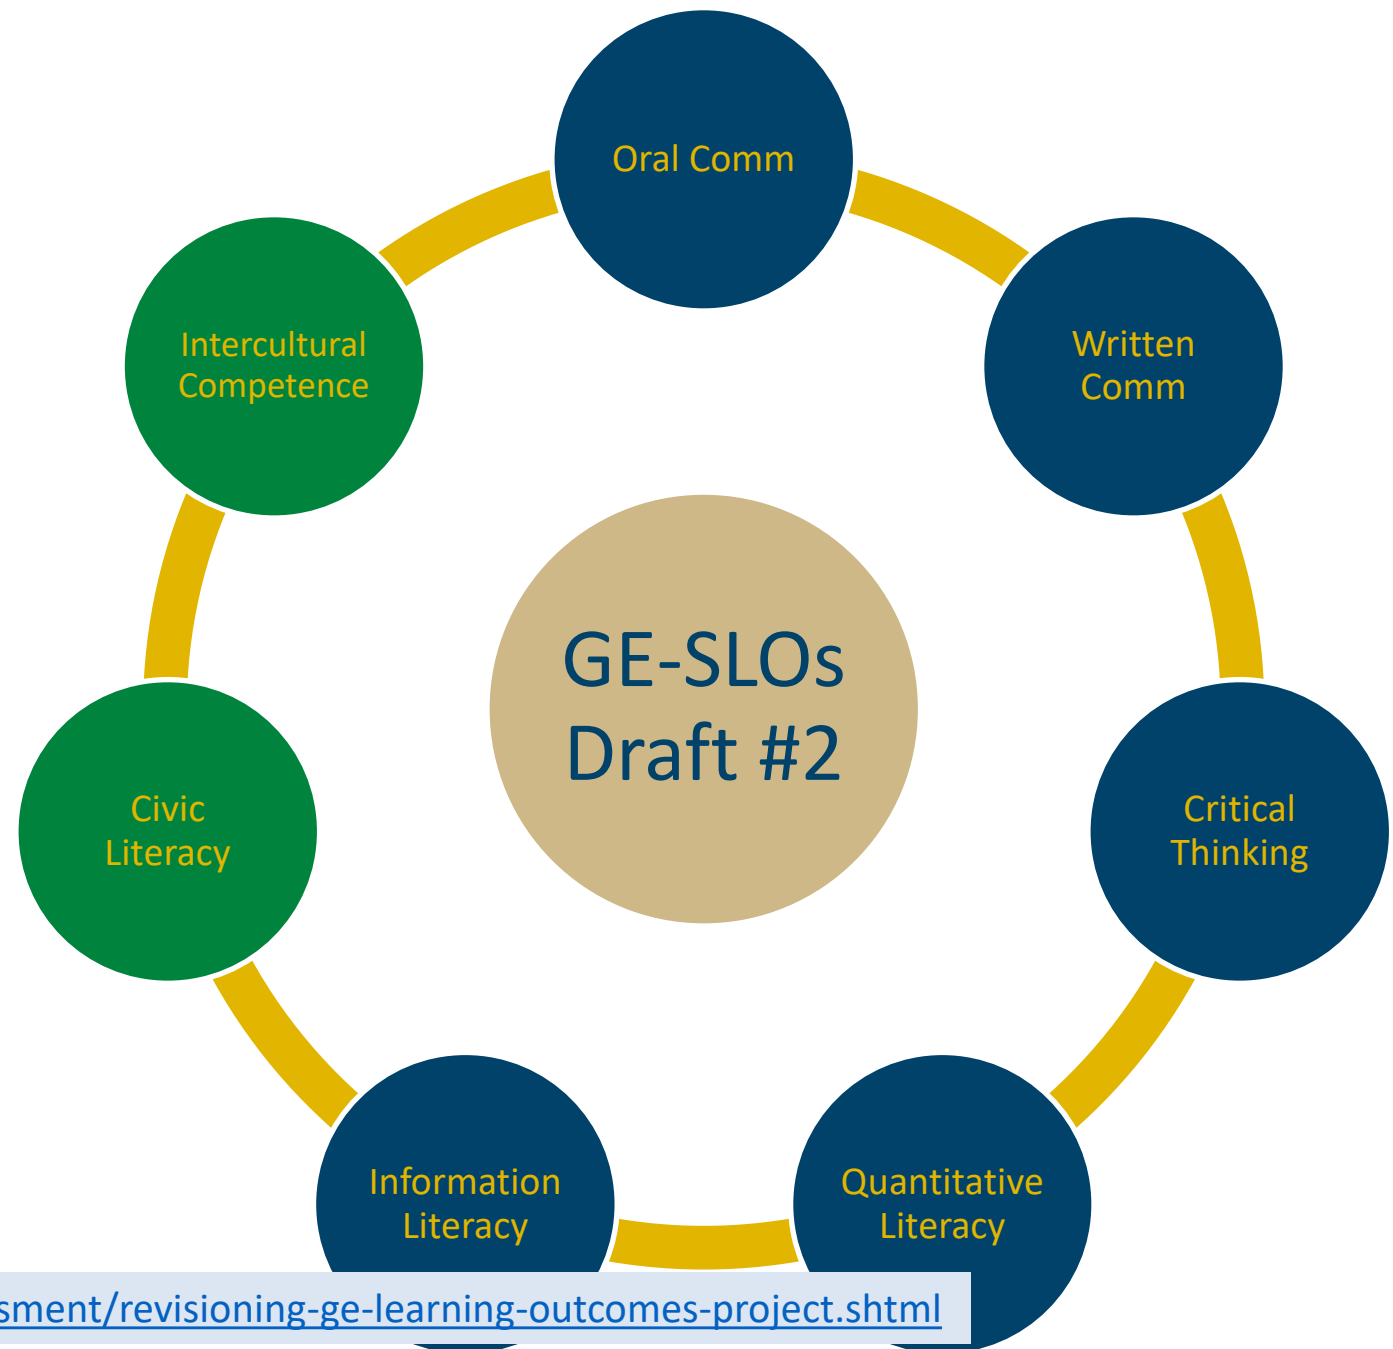 Oral Comm
Written
Comm
Critical
Thinking
Quantitative
Literacy
Information
Literacy
Civic
Literacy
Intercultural
Competence
GE-SLOs
Draft #2
sment/revisioning-ge-learning-outcomes-project.shtml